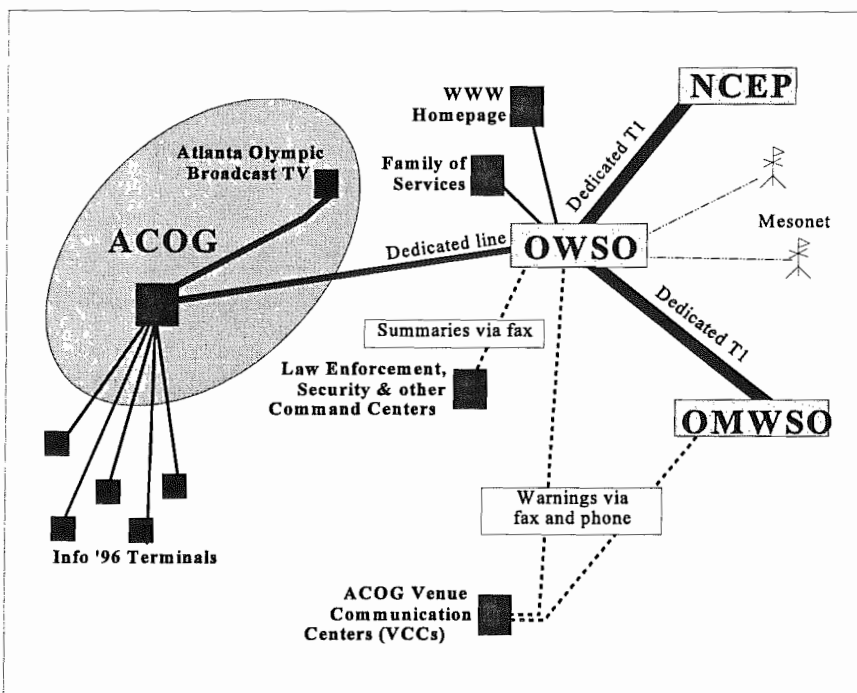 WWW
Homepage
NCEP
Atlanta Olympic
Broadcast TV
Family of
Services
Dedicated T1
Mesonet
ACOG
Dedicated line
OWSO
Summaries via fax
Dedicated T1
Law Enforcement,
Security & other
Command Centers
OMWSO
Warnings via
fax and phone
Info '96 Terminals
ACOG Venue
Communication
Centers (VCCs)